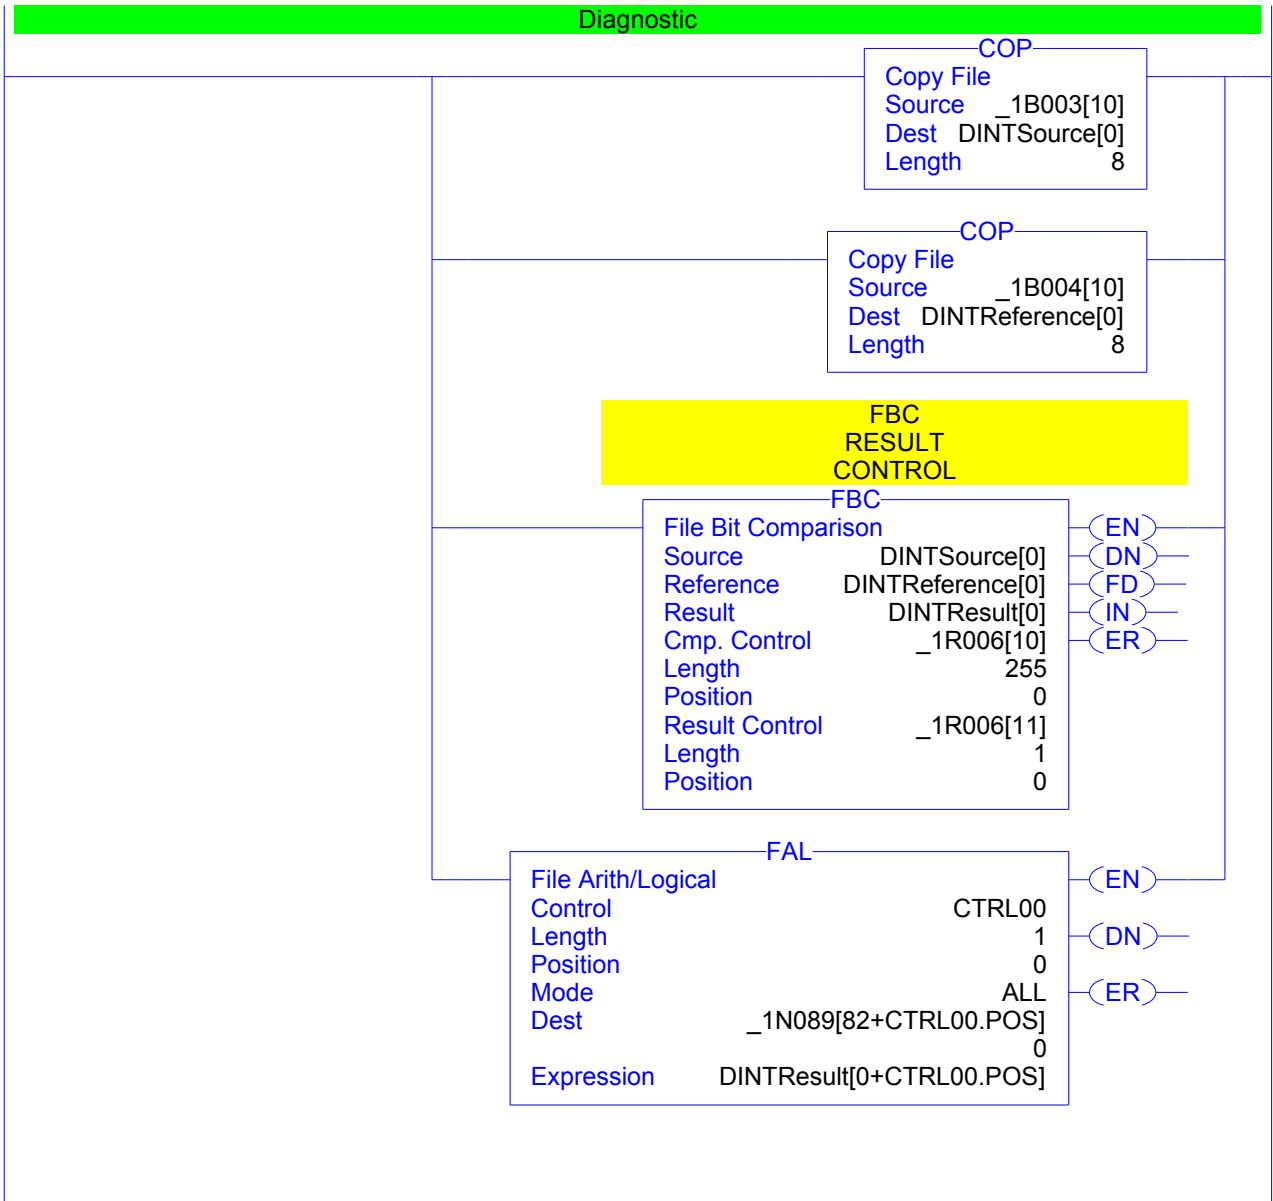 Diagnostic
COP
Copy File
Source _1B003[10]
Dest DINTSource[0]
Length 8
COP
Copy File
Source _1B004[10]
Dest DINTReference[0]
Length 8
FBC
RESULT
CONTROL
FBC
File Bit Comparison EN
Source DINTSource[0] DN
Reference DINTReference[0] FD
Result DINTResult[0] IN
Cmp. Control _1R006[10] ER
Length 255
Position 0
Result Control _1R006[11]
Length 1
Position 0
FAL
File Arith/Logical EN
Control CTRL00
Length 1 DN
Position 0
Mode ALL ER
Dest _1N089[82+CTRL00.POS]
0
Expression DINTResult[0+CTRL00.POS]